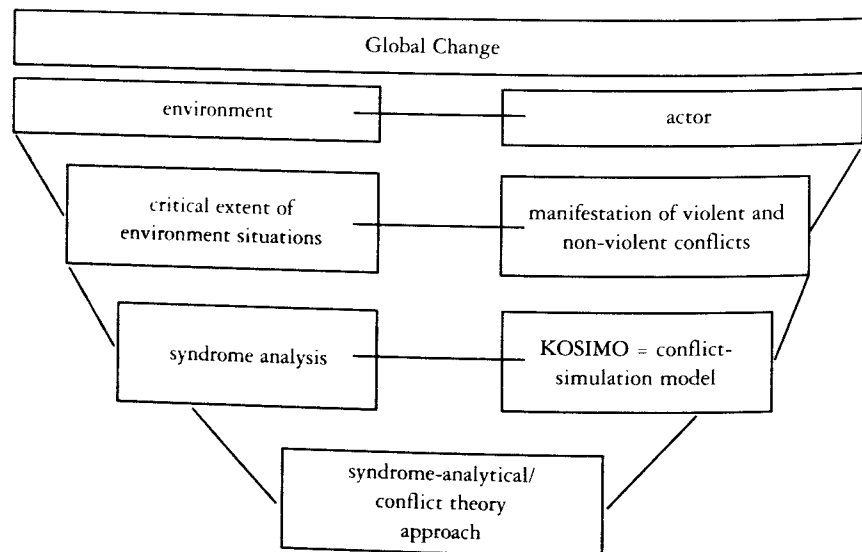 Global Change
environment
actor
critical extent of
environment situations
manifestation of violent and
non-violent conflicts
syndrome analysis
KOSIMO = conflict-
simulation model
syndrome-analytical/
conflict theory
approach